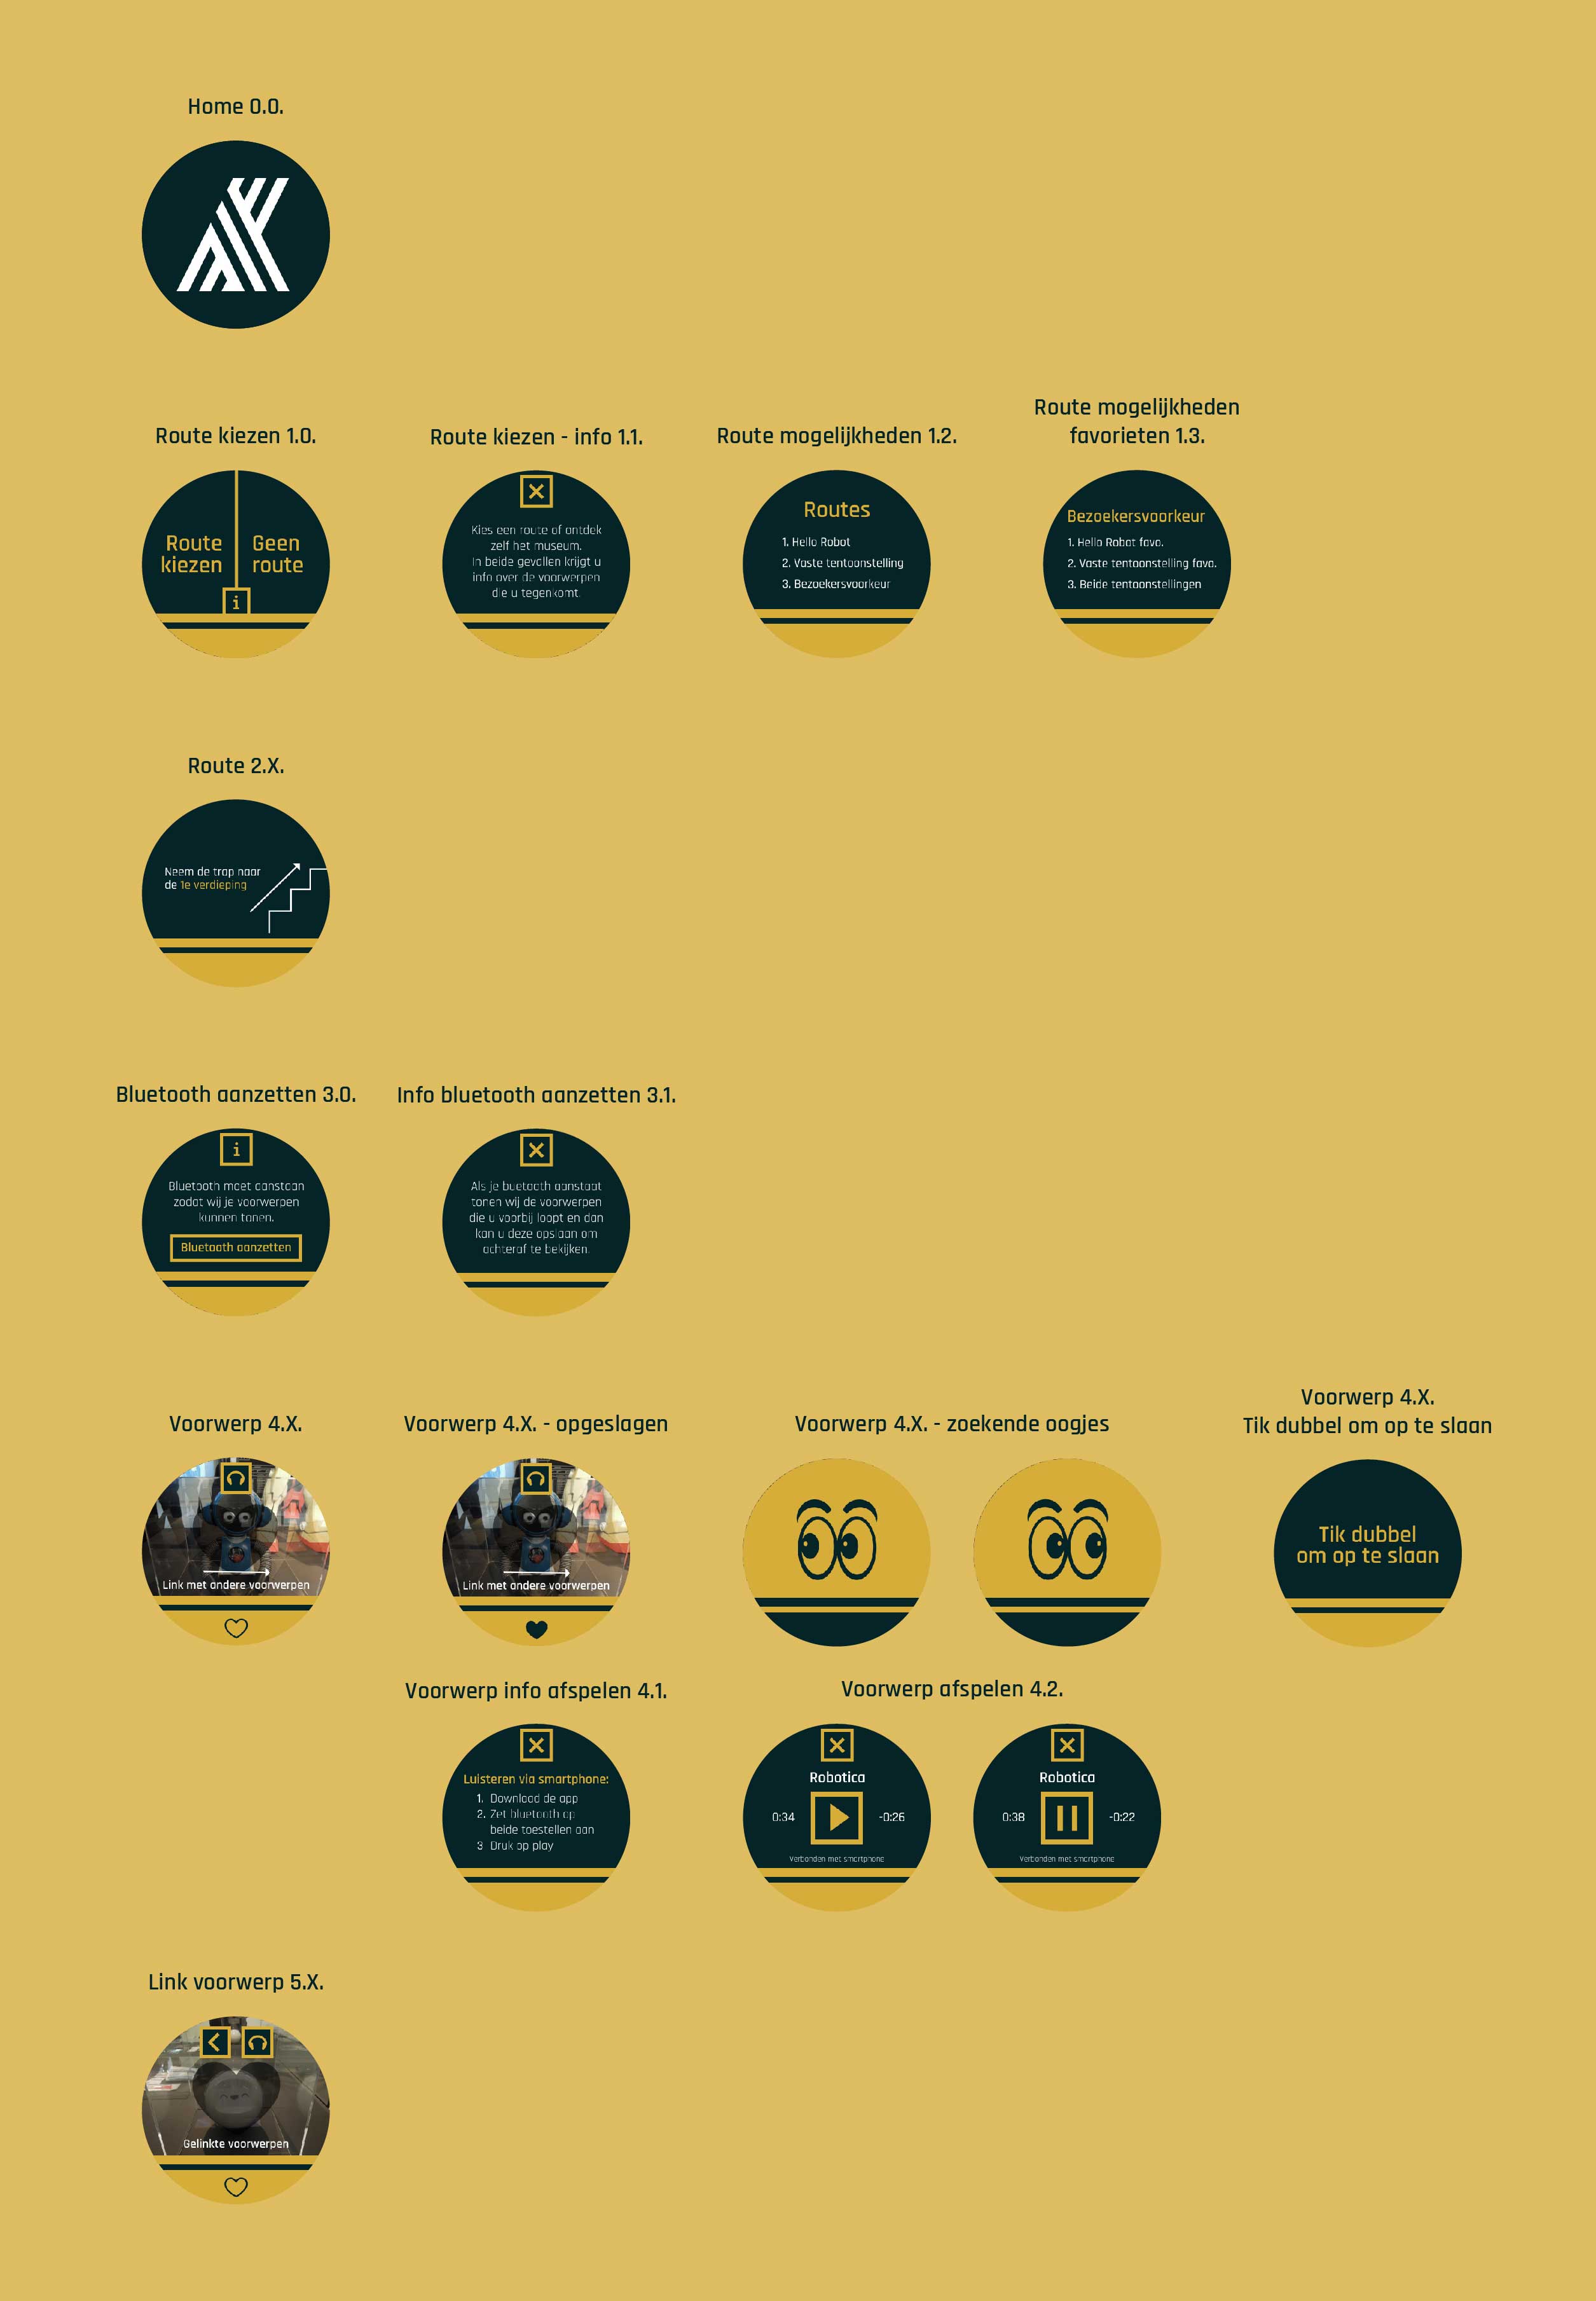 Home 0.0.
Route kiezen 1.0.
Route
kiezen
Geen
route
i
Route kiezen - info 1.1.
Kies een route of ontdek
zelf het museum.
In beide gevallen krijgt u
info over de voorwerpen
die u tegenkomt.
Route mogelijkheden 1.2.
Routes
1. Hello Robot
2. Vaste tentoonstelling
3. Bezoekersvoorkeur
Route mogelijkheden
favorieten 1.3.
Bezoekersvoorkeur
1. Hello Robot favo.
2. Vaste tentoonstelling favo.
3. Beide tentoonstellingen
Route 2.X.
Neem de trap naar
de 1e verdieping
Bluetooth aanzetten 3.0.
i
Bluetooth moet aanstaan
zodat wij je voorwerpen
kunnen tonen.
Bluetooth aanzetten
Info bluetooth aanzetten 3.1.
Als je buetooth aanstaat
tonen wij de voorwerpen
die u voorbij loopt en dan
kan u deze opslaan om
achteraf te bekijken.
Voorwerp 4.X.
Link met andere voorwerpen
Voorwerp 4.X. - opgeslagen
Link met andere voorwerpen
Voorwerp 4.X. - zoekende oogjes
Voorwerp 4.X.
Tik dubbel om op te slaan
Tik dubbel
om op te slaan
Voorwerp info afspelen 4.1.
Luisteren via smartphone:
1. Download de app
2. Zet bluetooth op
beide toestellen aan
3 Druk op play
Voorwerp afspelen 4.2.
Robotica
0:34
-0:26
Verbonden met smartphone
Robotica
0:38
-0:22
Verbonden met smartphone
Link voorwerp 5.X.
Gelinkte voorwerpen